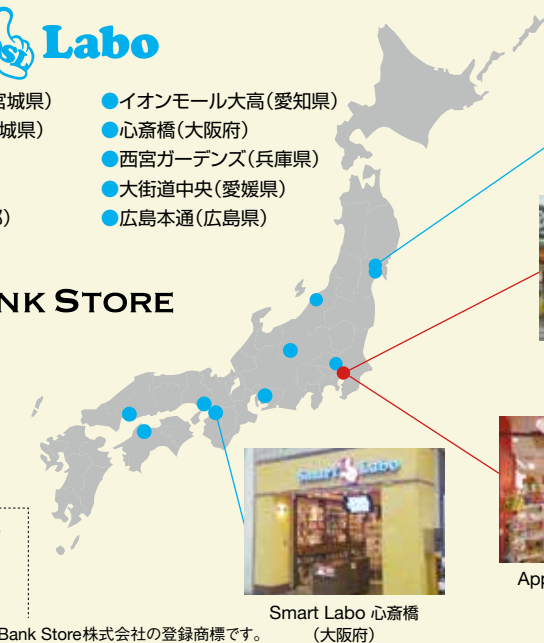 SL Labo
宮城県)
城県)
●イオンモール大高(愛知県)
●心斎橋(大阪府)
●西宮ガーデンズ(兵庫県)
●大街道中央(愛媛県)
●広島本通(広島県)
NK STORE
Smart Labo
Smart Labo 心斎橋
(大阪府)
App
Bank Store株式会社の登録商標です。